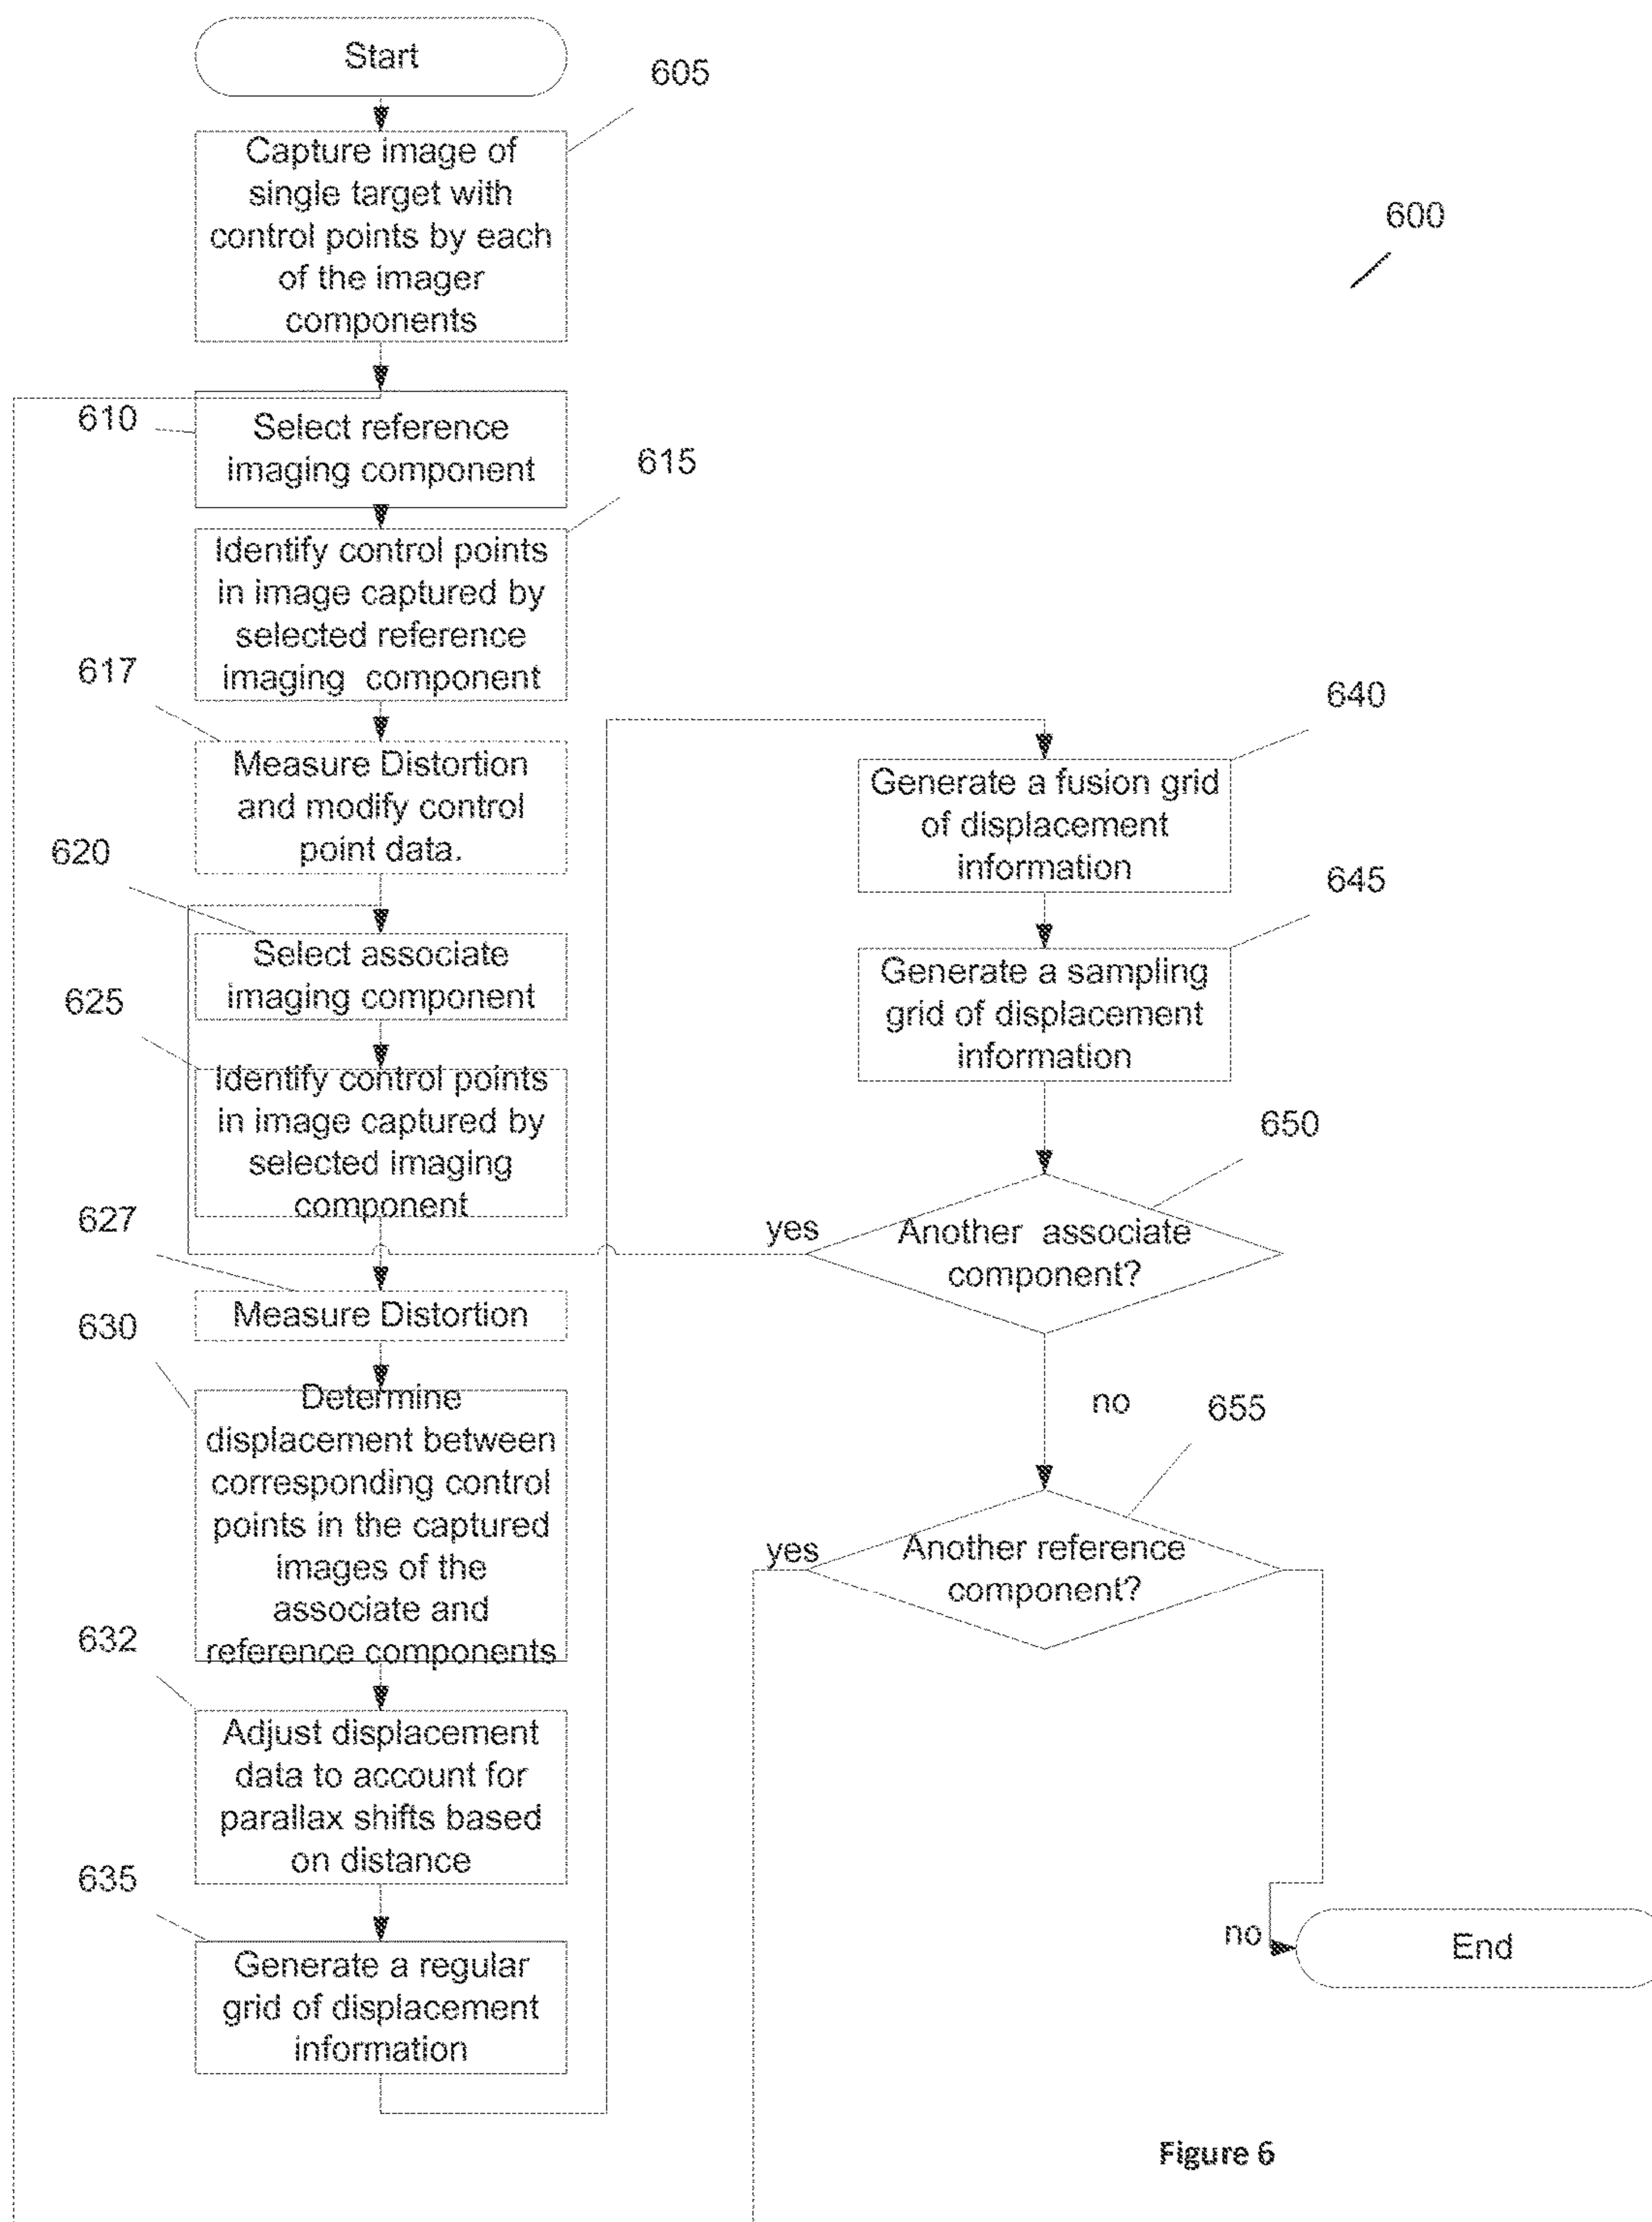 Start
605
Capture image of
single target with
control points by each
of the imager
components
600
610
Select reference
imaging component
615
Identify control points
in image captured by
selected reference
imaging component
617
Measure Distortion
and modify control
point data.
620
Select associate
imaging component
625
Identify control points
in image captured by
selected imaging
component
627
Measure Distortion
630
Determine
displacement between
corresponding control
points in the captured
images of the
associate and
reference components
632
Adjust displacement
data to account for
parallax shifts based
on distance
635
Generate a regular
grid of displacement
information
640
Generate a fusion grid
of displacement
information
645
Generate a sampling
grid of displacement
information
650
yes
Another associate
component?
no
655
yes
Another reference
component?
no
End
Figure 6